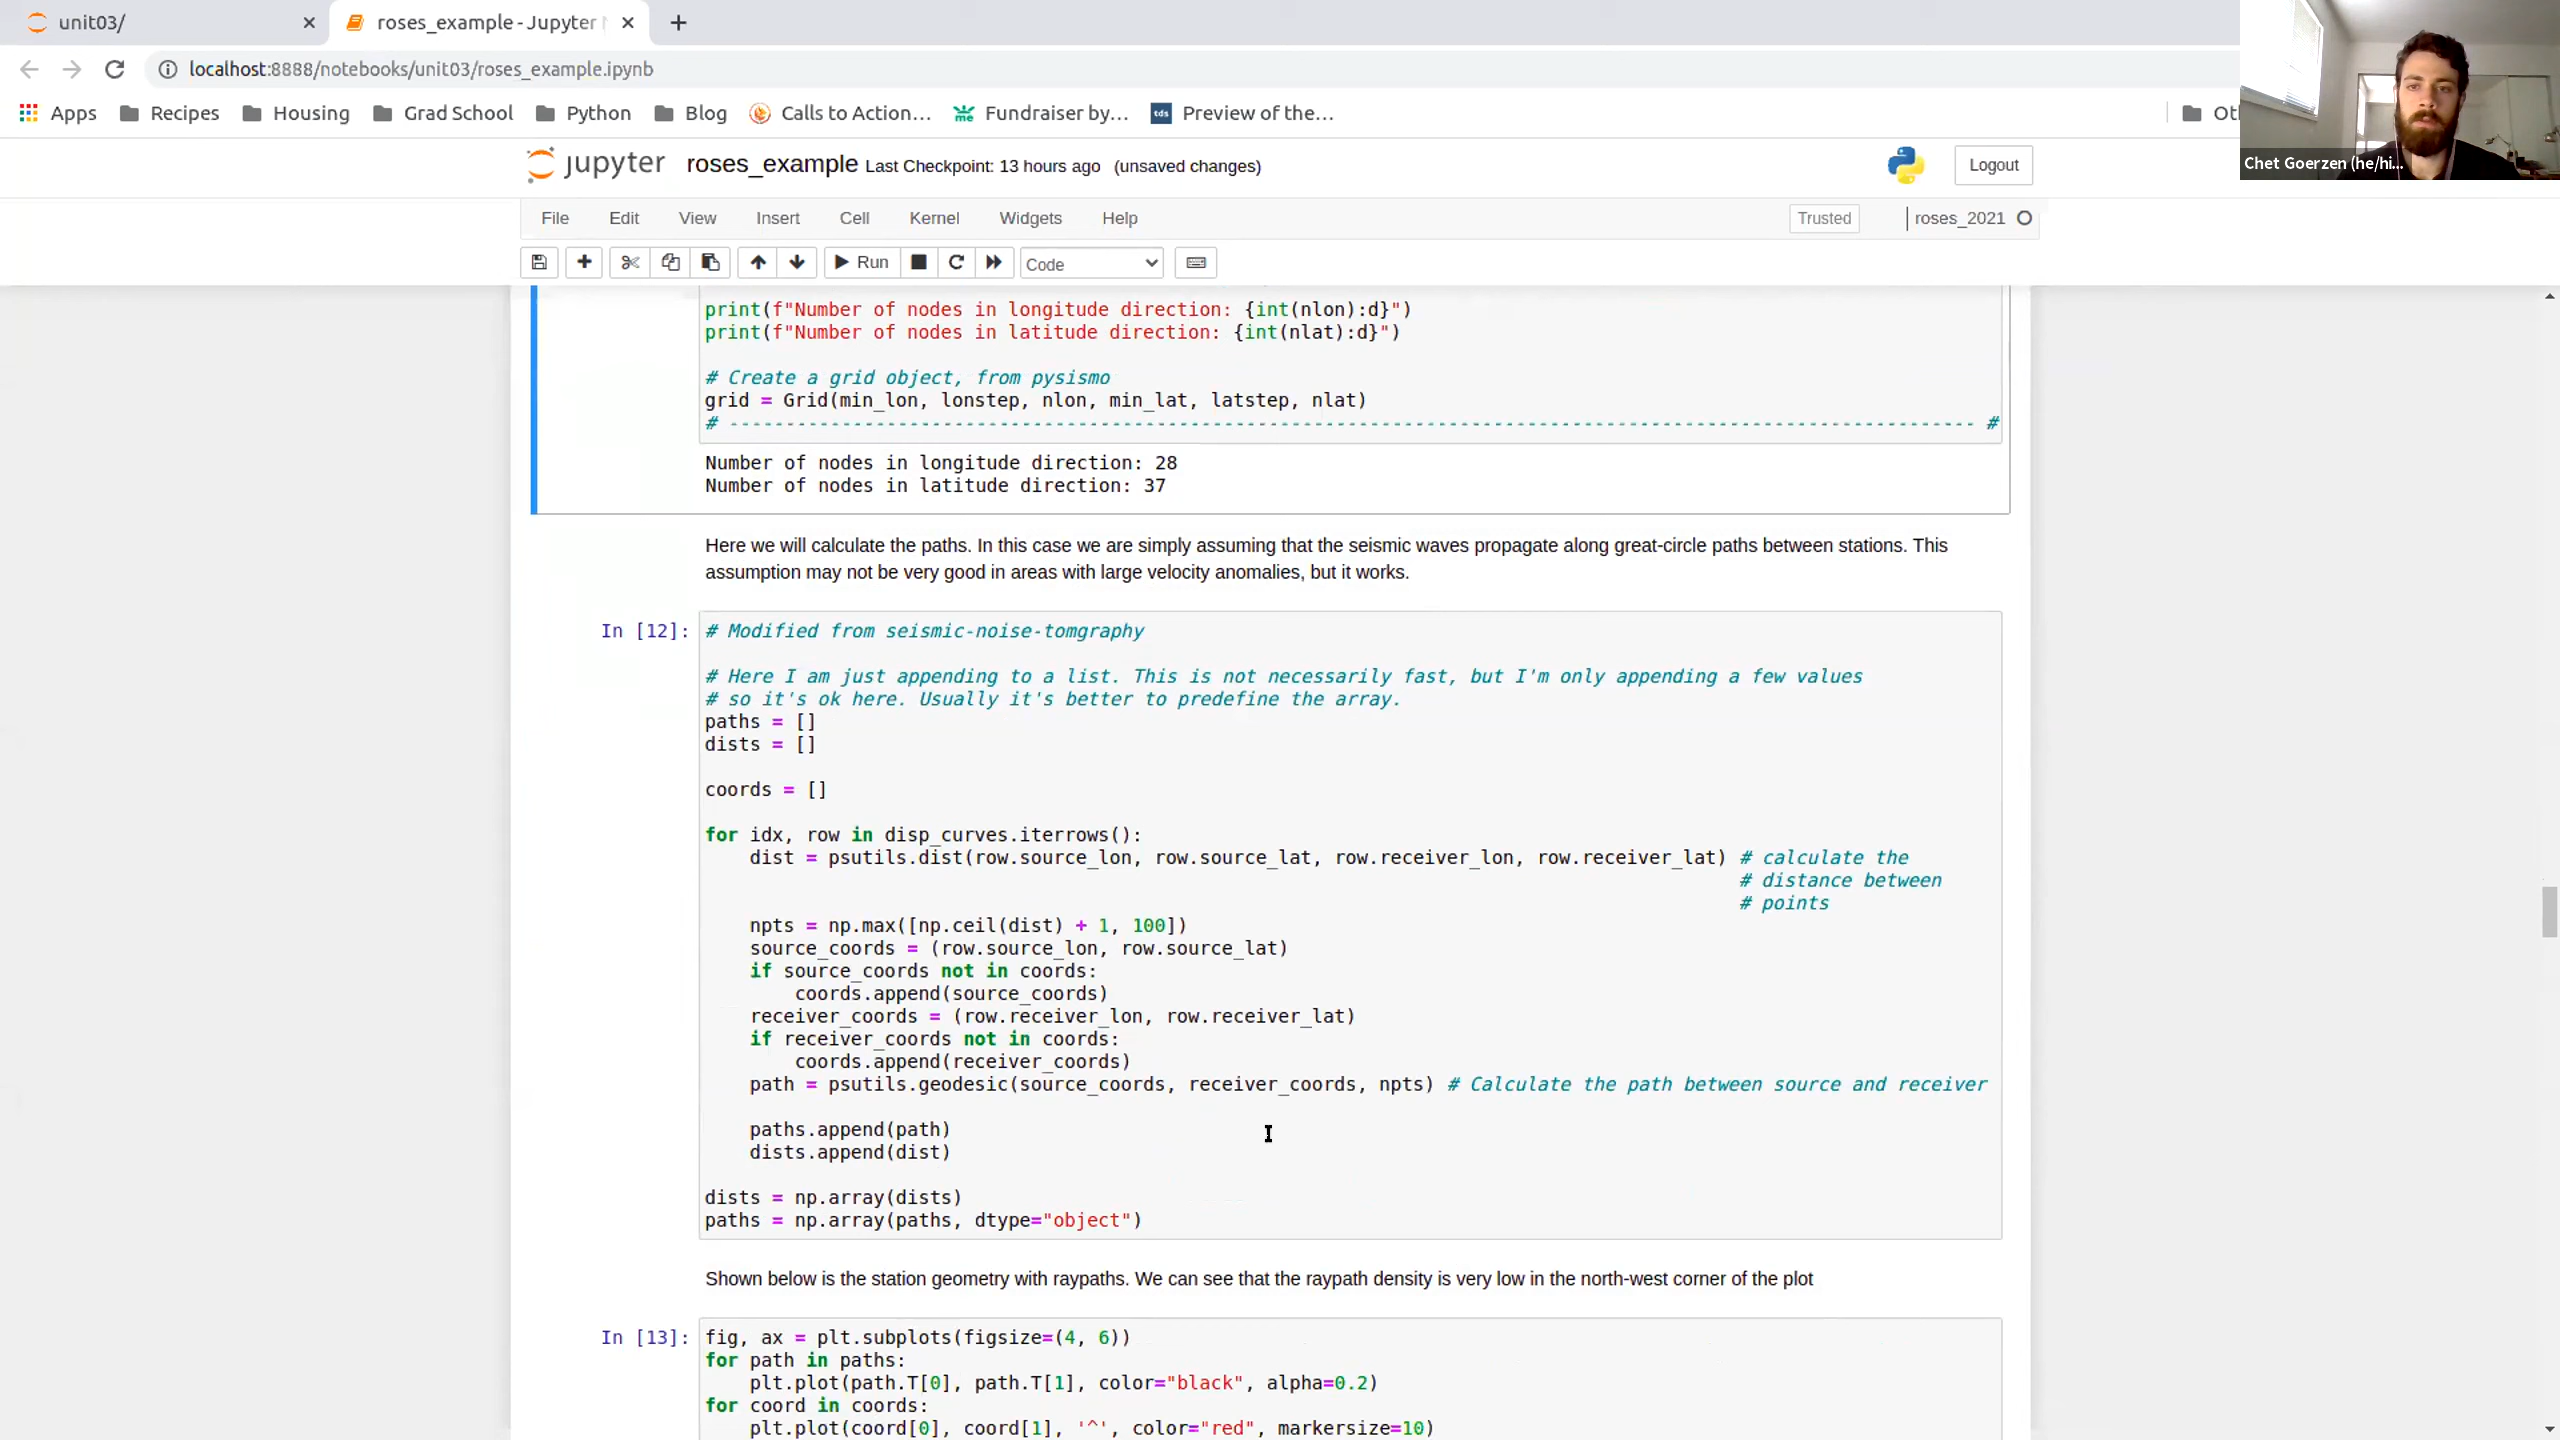 unit03/
roses_example - Jupyter
localhost:8888/notebooks/unit03/roses_example.ipynb
Apps Recipes Housing Grad School Python Blog Calls to Action... Fundraiser by... Preview of the...
tds
Chet Goerzen (he/hi...
jupyter roses_example Last Checkpoint: 13 hours ago (unsaved changes)
Logout
File Edit View Insert Cell Kernel Widgets Help
Trusted roses_2021
Run Code
print(f"Number of nodes in longitude direction: {int(nlon):d}")
print(f"Number of nodes in latitude direction: {int(nlat):d}")
# Create a grid object, from pysismo
grid = Grid(min_lon, lonstep, nlon, min_lat, latstep, nlat)
# --------------------------------------------------------------------------------------------------------------- #
Number of nodes in longitude direction: 28
Number of nodes in latitude direction: 37
Here we will calculate the paths. In this case we are simply assuming that the seismic waves propagate along great-circle paths between stations. This
assumption may not be very good in areas with large velocity anomalies, but it works.
In [12]: # Modified from seismic-noise-tomgraphy
# Here I am just appending to a list. This is not necessarily fast, but I'm only appending a few values
# so it's ok here. Usually it's better to predefine the array.
paths = []
dists = []
coords = []
for idx, row in disp_curves.iterrows():
    dist = psutils.dist(row.source_lon, row.source_lat, row.receiver_lon, row.receiver_lat) # calculate the
# distance between
# points
    npts = np.max([np.ceil(dist) + 1, 100])
    source_coords = (row.source_lon, row.source_lat)
    if source_coords not in coords:
        coords.append(source_coords)
    receiver_coords = (row.receiver_lon, row.receiver_lat)
    if receiver_coords not in coords:
        coords.append(receiver_coords)
    path = psutils.geodesic(source_coords, receiver_coords, npts) # Calculate the path between source and receiver
    paths.append(path)
    dists.append(dist)
dists = np.array(dists)
paths = np.array(paths, dtype="object")
Shown below is the station geometry with raypaths. We can see that the raypath density is very low in the north-west corner of the plot
In [13]: fig, ax = plt.subplots(figsize=(4, 6))
for path in paths:
    plt.plot(path.T[0], path.T[1], color="black", alpha=0.2)
for coord in coords:
    plt.plot(coord[0], coord[1], '^', color="red", markersize=10)